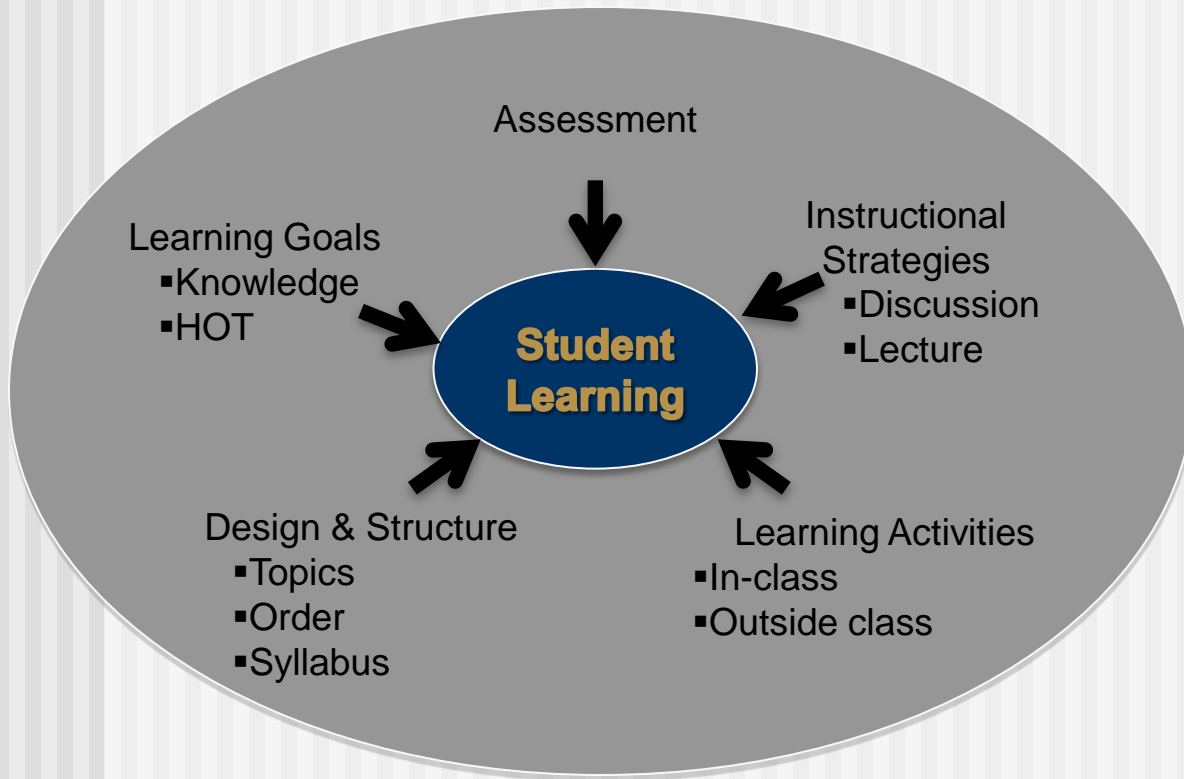 Assessment
Learning Goals
▪Knowledge
▪HOT
Instructional
Strategies
▪Discussion
▪Lecture
Student
Learning
Design & Structure
▪Topics
▪Order
▪Syllabus
Learning Activities
▪In-class
▪Outside class